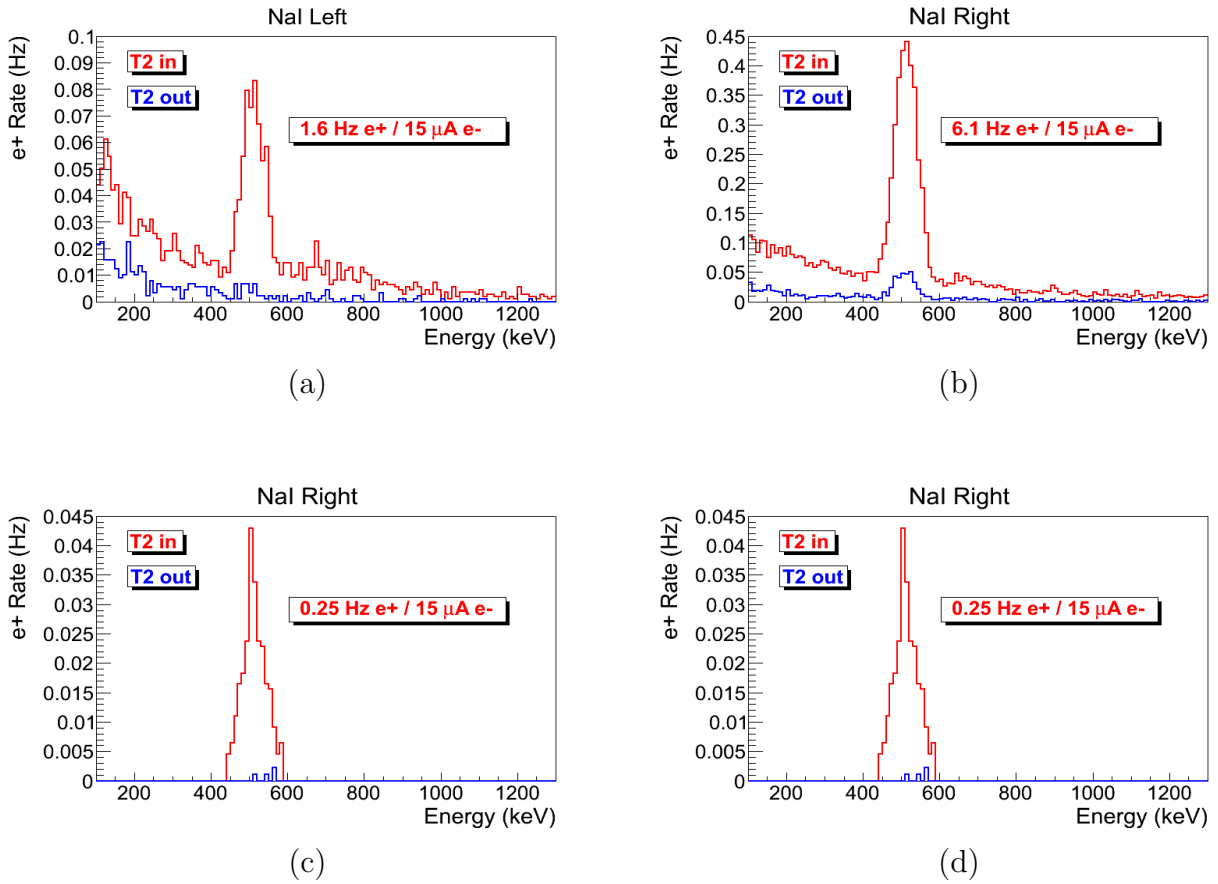 NaI Left
e+ Rate (Hz)
0.1
0.09
0.08
0.07
0.06
0.05
0.04
0.03
0.02
0.01
0
T2 in
T2 out
1.6 Hz e+ / 15 μA e-
200 400 600 800 1000 1200
Energy (keV)
(a)
NaI Right
e+ Rate (Hz)
0.45
0.4
0.35
0.3
0.25
0.2
0.15
0.1
0.05
0
T2 in
T2 out
6.1 Hz e+ / 15 μA e-
200 400 600 800 1000 1200
Energy (keV)
(b)
NaI Right
e+ Rate (Hz)
0.045
0.04
0.035
0.03
0.025
0.02
0.015
0.01
0.005
0
T2 in
T2 out
0.25 Hz e+ / 15 μA e-
200 400 600 800 1000 1200
Energy (keV)
(c)
NaI Right
e+ Rate (Hz)
0.045
0.04
0.035
0.03
0.025
0.02
0.015
0.01
0.005
0
T2 in
T2 out
0.25 Hz e+ / 15 μA e-
200 400 600 800 1000 1200
Energy (keV)
(d)